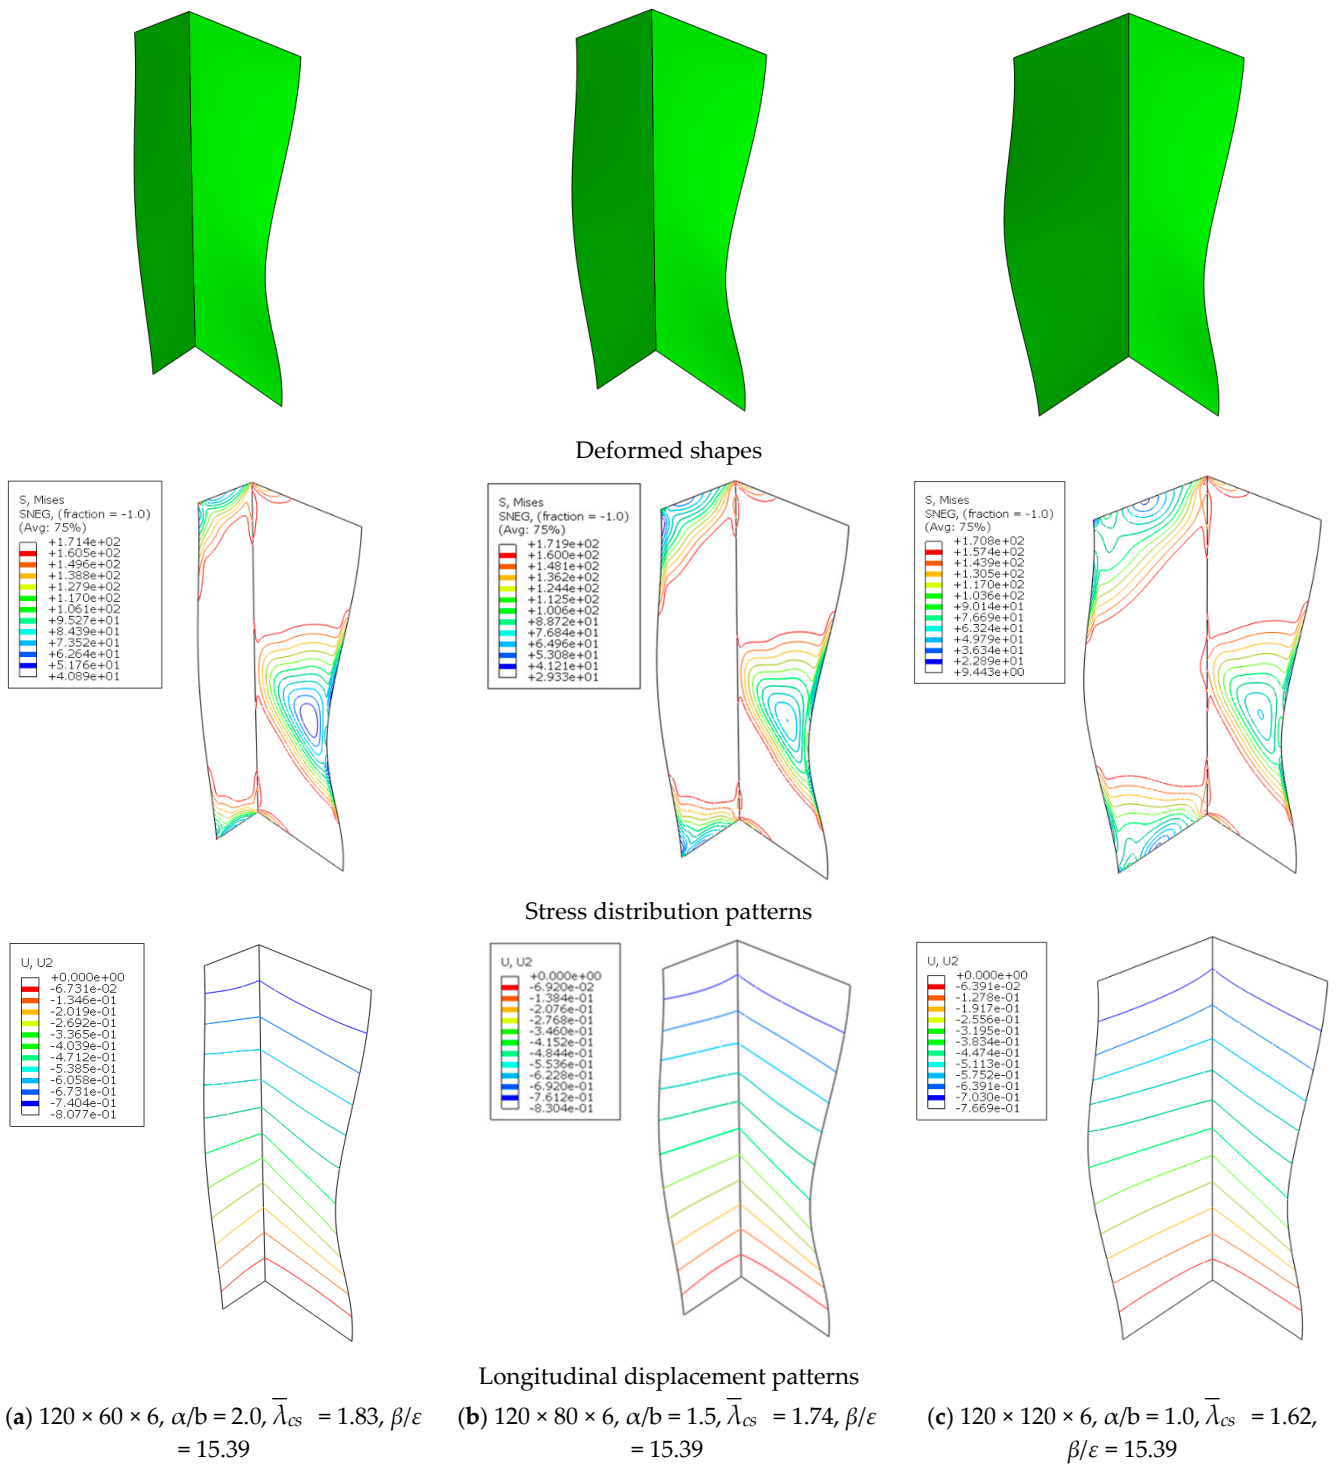 Deformed shapes
S, Mises
SNEG, (fraction = -1.0)
(Avg: 75%)
+1.714e+02
+1.605e+02
+1.496e+02
+1.388e+02
+1.279e+02
+1.170e+02
+1.061e+02
+9.527e+01
+8.439e+01
+7.352e+01
+6.264e+01
+5.176e+01
+4.089e+01
S, Mises
SNEG, (fraction = -1.0)
(Avg: 75%)
+1.719e+02
+1.600e+02
+1.481e+02
+1.362e+02
+1.244e+02
+1.125e+02
+1.006e+02
+8.872e+01
+7.684e+01
+6.496e+01
+5.308e+01
+4.121e+01
+2.933e+01
S, Mises
SNEG, (fraction = -1.0)
(Avg: 75%)
+1.708e+02
+1.574e+02
+1.439e+02
+1.305e+02
+1.170e+02
+1.036e+02
+9.014e+01
+7.669e+01
+6.324e+01
+4.979e+01
+3.634e+01
+2.289e+01
+9.443e+00
Stress distribution patterns
U, U2
+0.000e+00
-6.731e-02
-1.346e-01
-2.019e-01
-2.692e-01
-3.365e-01
-4.039e-01
-4.712e-01
-5.385e-01
-6.058e-01
-6.731e-01
-7.404e-01
-8.077e-01
U, U2
+0.000e+00
-6.920e-02
-1.384e-01
-2.076e-01
-2.768e-01
-3.460e-01
-4.152e-01
-4.844e-01
-5.536e-01
-6.228e-01
-6.920e-01
-7.612e-01
-8.304e-01
U, U2
+0.000e+00
-6.391e-02
-1.278e-01
-1.917e-01
-2.556e-01
-3.195e-01
-3.834e-01
-4.474e-01
-5.113e-01
-5.752e-01
-6.391e-01
-7.030e-01
-7.669e-01
Longitudinal displacement patterns
(a) 120 × 60 × 6, α/b = 2.0, λ̅cs = 1.83, β/ε
= 15.39
(b) 120 × 80 × 6, α/b = 1.5, λ̅cs = 1.74, β/ε
= 15.39
(c) 120 × 120 × 6, α/b = 1.0, λ̅cs = 1.62,
β/ε = 15.39